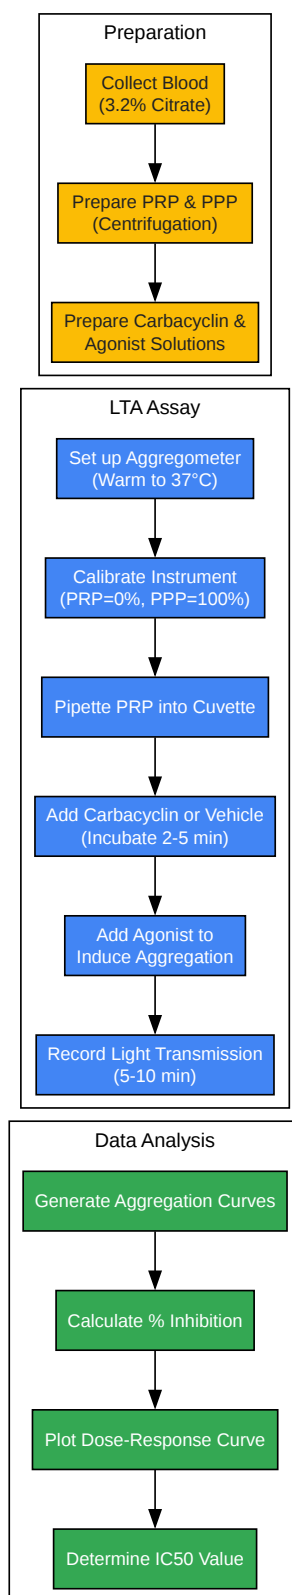 Preparation
Collect Blood
(3.2% Citrate)
Prepare PRP & PPP
(Centrifugation)
Prepare Carbacyclin &
Agonist Solutions
LTA Assay
Set up Aggregometer
(Warm to 37°C)
Calibrate Instrument
(PRP=0%, PPP=100%)
Pipette PRP into Cuvette
Add Carbacyclin or Vehicle
(Incubate 2-5 min)
Add Agonist to
Induce Aggregation
Record Light Transmission
(5-10 min)
Data Analysis
Generate Aggregation Curves
Calculate % Inhibition
Plot Dose-Response Curve
Determine IC50 Value